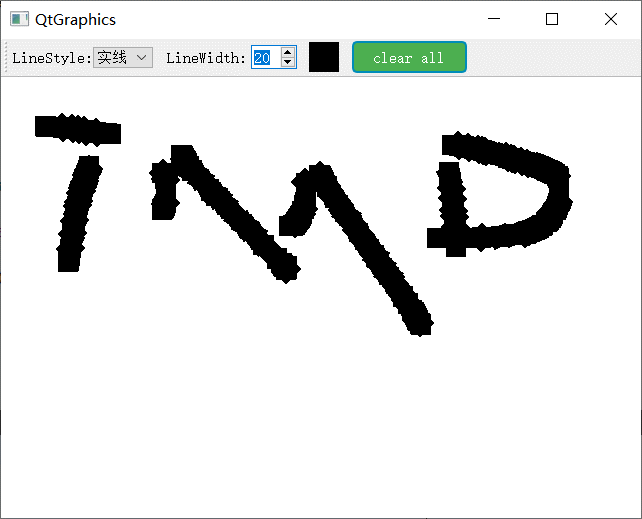 QtGraphics
LineStyle: 实线 LineWidth: 20 clear all
TMD